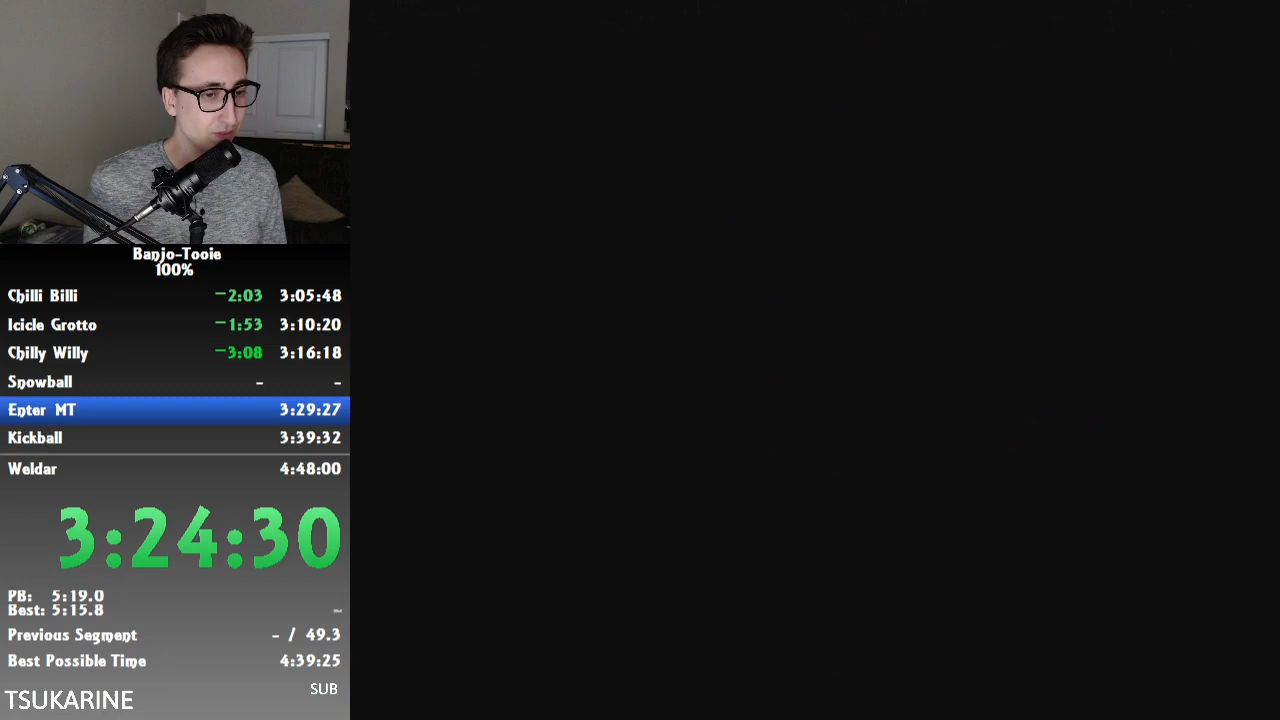 Banjo-Tooie
100%
Chilli Billi -2:03 3:05:48
Icicle Grotto -1:53 3:10:20
Chilly Willy -3:08 3:16:18
Snowball - -
Enter MT 3:29:27
Kickball 3:39:32
Weldar 4:48:00
3:24:30
PB: 5:19.0
Best: 5:15.8 -
Previous Segment - / 49.3
Best Possible Time 4:39:25
SUB
TSUKARINE